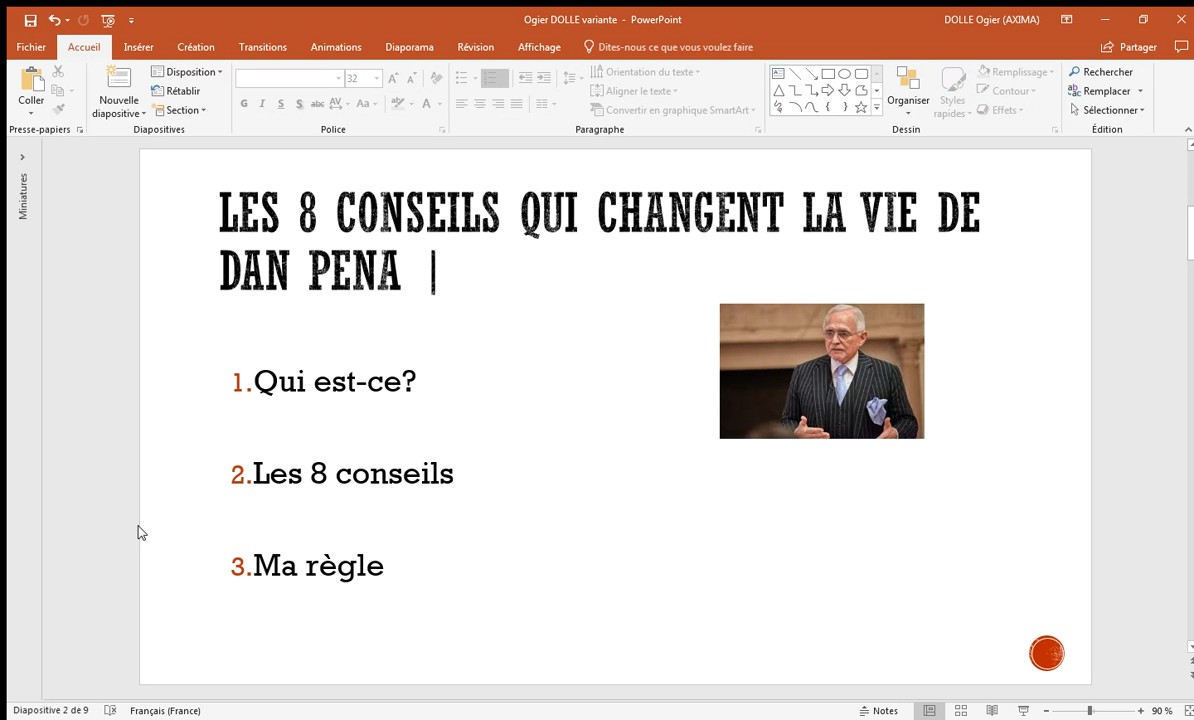 Ogier DOLLE variante - PowerPoint
DOLLE Ogier (AXIMA)
Fichier
Accueil
Insérer
Création
Transitions
Animations
Diaporama
Révision
Affichage
Dites-nous ce que vous voulez faire
Partager
Coller
Presse-papiers
Nouvelle
diapositive
Disposition
Rétablir
Section
Diapositives
32
G I S S abc AV Aa A
Police
Orientation du texte
Aligner le texte
Convertir en graphique SmartArt
Paragraphe
Organiser
Styles
rapides
Remplissage
Contour
Effets
Dessin
Rechercher
Remplacer
Sélectionner
Édition
Miniatures
LES 8 CONSEILS QUI CHANGENT LA VIE DE
DAN PENA |
1.Qui est-ce?
2.Les 8 conseils
3.Ma règle
Diapositive 2 de 9
Français (France)
Notes
90 %